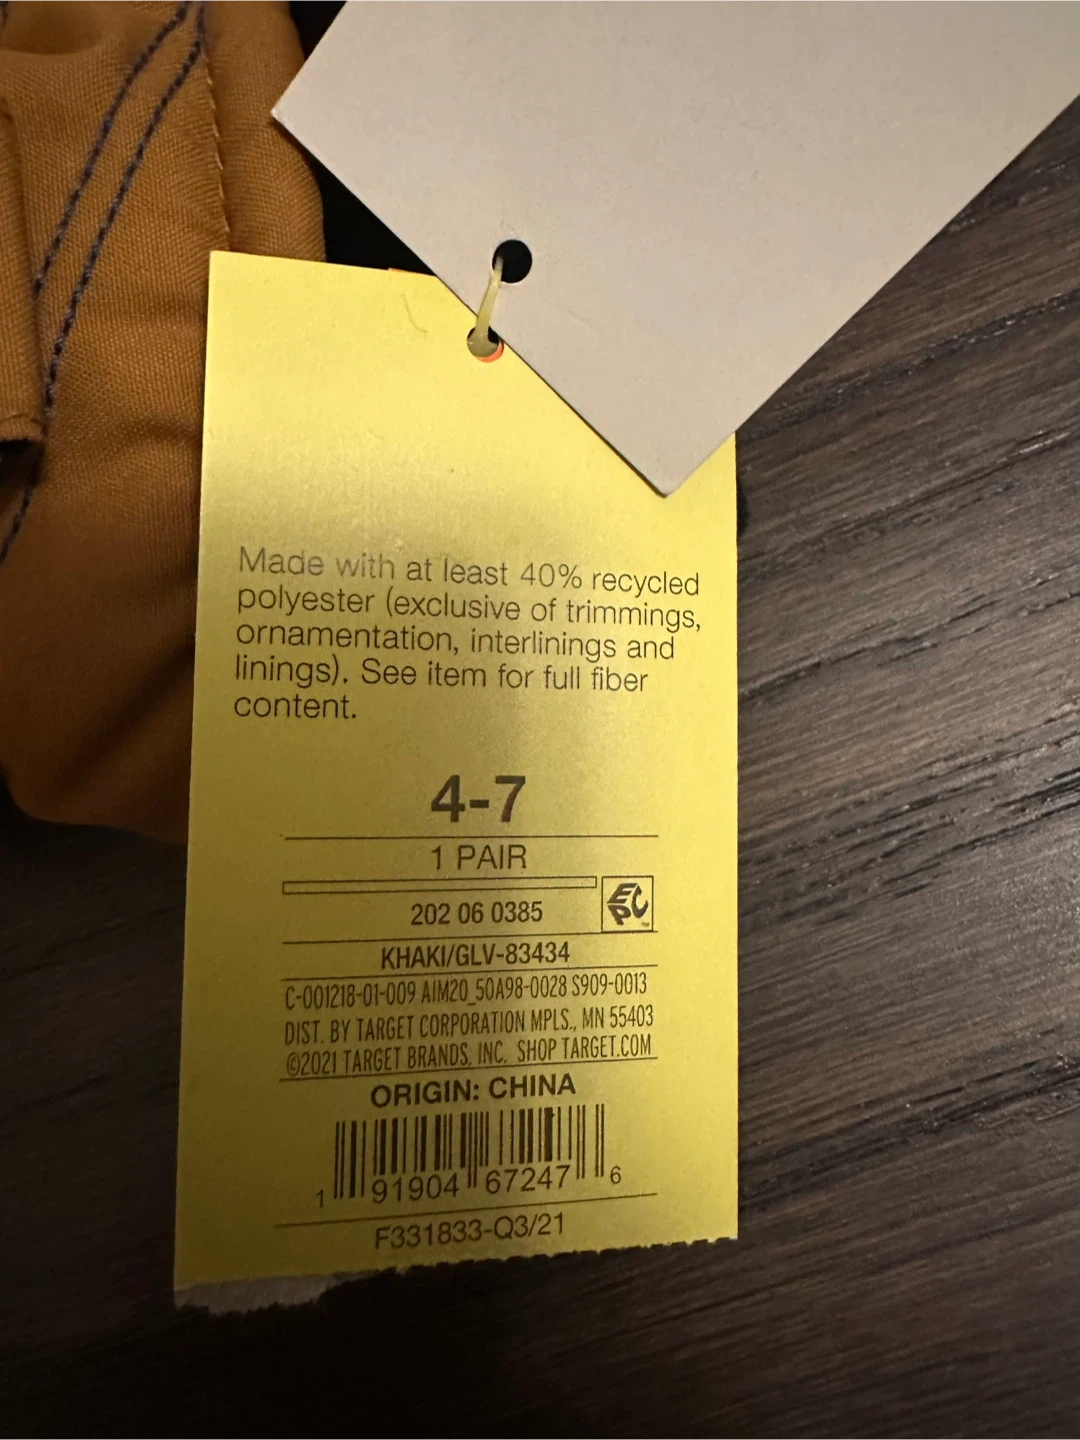 Made with at least 40% recycled
polyester (exclusive of trimmings,
ornamentation, interlinings and
linings). See item for full fiber
content.
4-7
1 PAIR
202 06 0385
EPC™
KHAKI/GLV-83434
C-001218-01-009 AIM20_50A98-0028 S909-0013
DIST. BY TARGET CORPORATION MPLS., MN 55403
©2021 TARGET BRANDS, INC. SHOP TARGET.COM
ORIGIN: CHINA
1 91904 67247 6
F331833-Q3/21